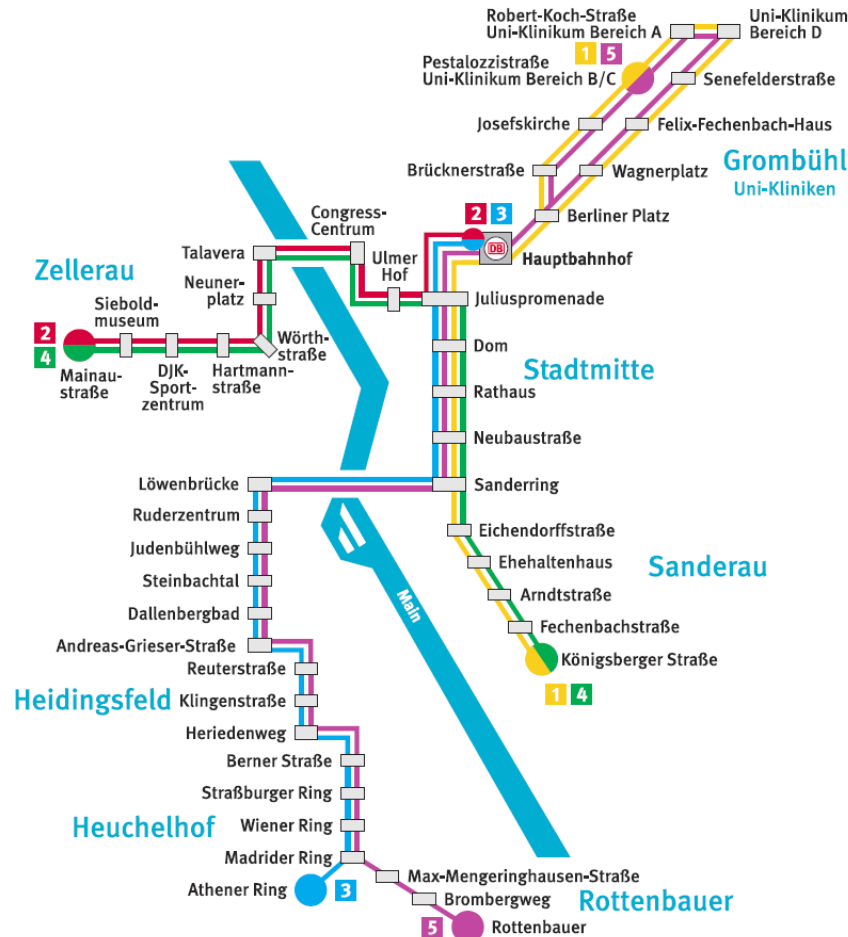 Robert-Koch-Straße
Uni-Klinikum Bereich A
Uni-Klinikum
Bereich D
1 5
Pestalozzistraße
Uni-Klinikum Bereich B/C
Senefelderstraße
Josefskirche
Felix-Fechenbach-Haus
Grombühl
Uni-Kliniken
Brücknerstraße
Wagnerplatz
Berliner Platz
2 3
DB
Hauptbahnhof
Congress-
Centrum
Talavera
Ulmer
Hof
Zellerau
Neuner-
platz
Juliuspromenade
Siebold-
museum
2
4
Mainau-
straße
DJK-
Sport-
zentrum
Hartmann-
straße
Wörth-
straße
Dom
Stadtmitte
Rathaus
Neubaustraße
Löwenbrücke
Sanderring
Ruderzentrum
Eichendorffstraße
Judenbühlweg
Ehehaltenhaus
Sanderau
Steinbachtal
Arndtstraße
Main
Dallenbergbad
Fechenbachstraße
Andreas-Grieser-Straße
Königsberger Straße
Reuterstraße
1 4
Heidingsfeld
Klingenstraße
Heriedenweg
Berner Straße
Straßburger Ring
Heuchelhof
Wiener Ring
Madrider Ring
Max-Mengeringhausen-Straße
Athener Ring
3
Brombergweg
Rottenbauer
5
Rottenbauer